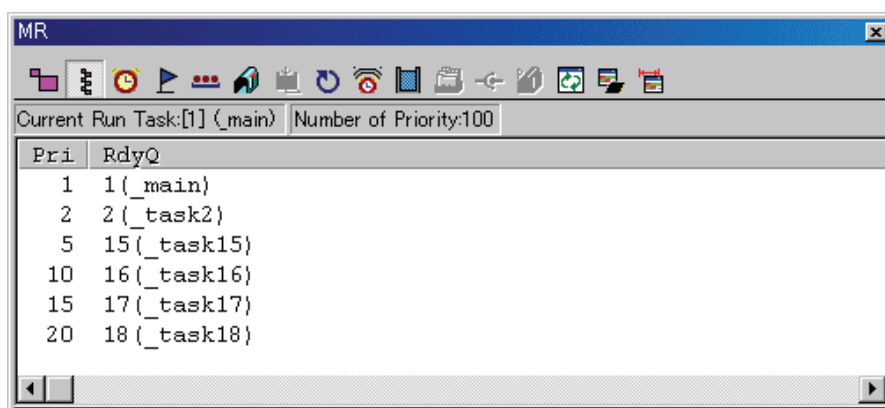 MR
Current Run Task:[1] (_main) Number of Priority:100
Pri RdyQ
1 1(_main)
2 2(_task2)
5 15(_task15)
10 16(_task16)
15 17(_task17)
20 18(_task18)